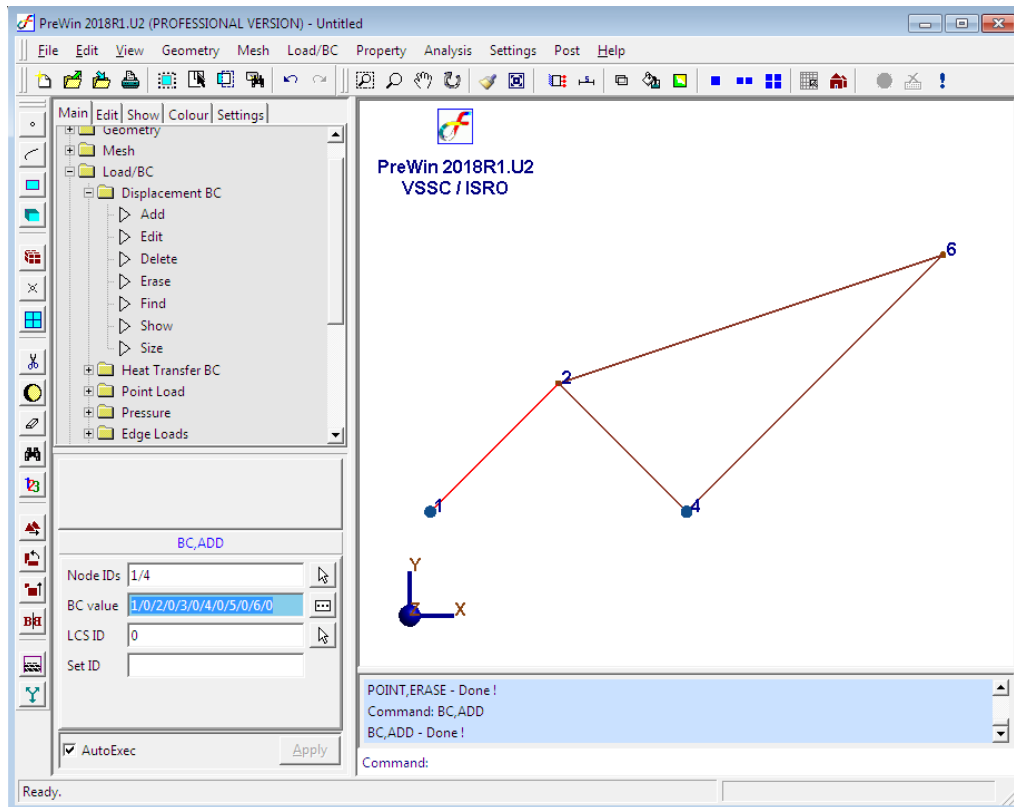 PreWin 2018R1.U2 (PROFESSIONAL VERSION) - Untitled
File Edit View Geometry Mesh Load/BC Property Analysis Settings Post Help
Main Edit Show Colour Settings
Geometry
Mesh
Load/BC
Displacement BC
Add
Edit
Delete
Erase
Find
Show
Size
Heat Transfer BC
Point Load
Pressure
Edge Loads
BC,ADD
Node IDs 1/4
BC value 1/0/2/0/3/0/4/0/5/0/6/0
LCS ID 0
Set ID
AutoExec Apply
PreWin 2018R1.U2
VSSC / ISRO
6
2
1 4
Y
Z X
POINT,ERASE - Done !
Command: BC,ADD
BC,ADD - Done !
Command:
Ready.